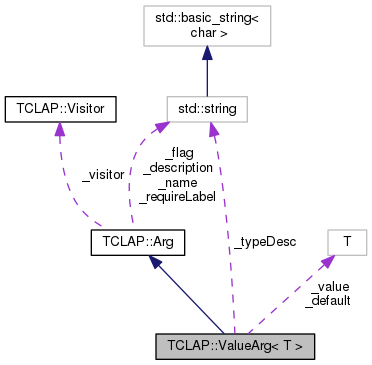 std::basic_string<
char >
TCLAP::Visitor
std::string
_visitor
_flag
_description
_name
_requireLabel
TCLAP::Arg
_typeDesc
T
_value
_default
TCLAP::ValueArg< T >